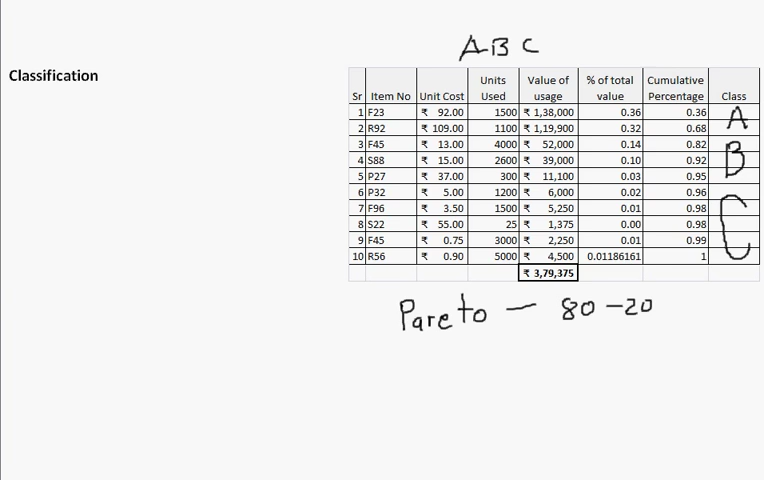 A B C
Classification
Units Value of % of total Cumulative
Sr Item No Unit Cost Used usage value Percentage Class
1 F23 ₹ 92.00 1500 ₹ 1,38,000 0.36 0.36 A
2 R92 ₹ 109.00 1100 ₹ 1,19,900 0.32 0.68
3 F45 ₹ 13.00 4000 ₹ 52,000 0.14 0.82 B
4 S88 ₹ 15.00 2600 ₹ 39,000 0.10 0.92
5 P27 ₹ 37.00 300 ₹ 11,100 0.03 0.95
6 P32 ₹ 5.00 1200 ₹ 6,000 0.02 0.96
7 F96 ₹ 3.50 1500 ₹ 5,250 0.01 0.98 C
8 S22 ₹ 55.00 25 ₹ 1,375 0.00 0.98
9 F45 ₹ 0.75 3000 ₹ 2,250 0.01 0.99
10 R56 ₹ 0.90 5000 ₹ 4,500 0.01186161 1
₹ 3,79,375
Pareto — 80-20